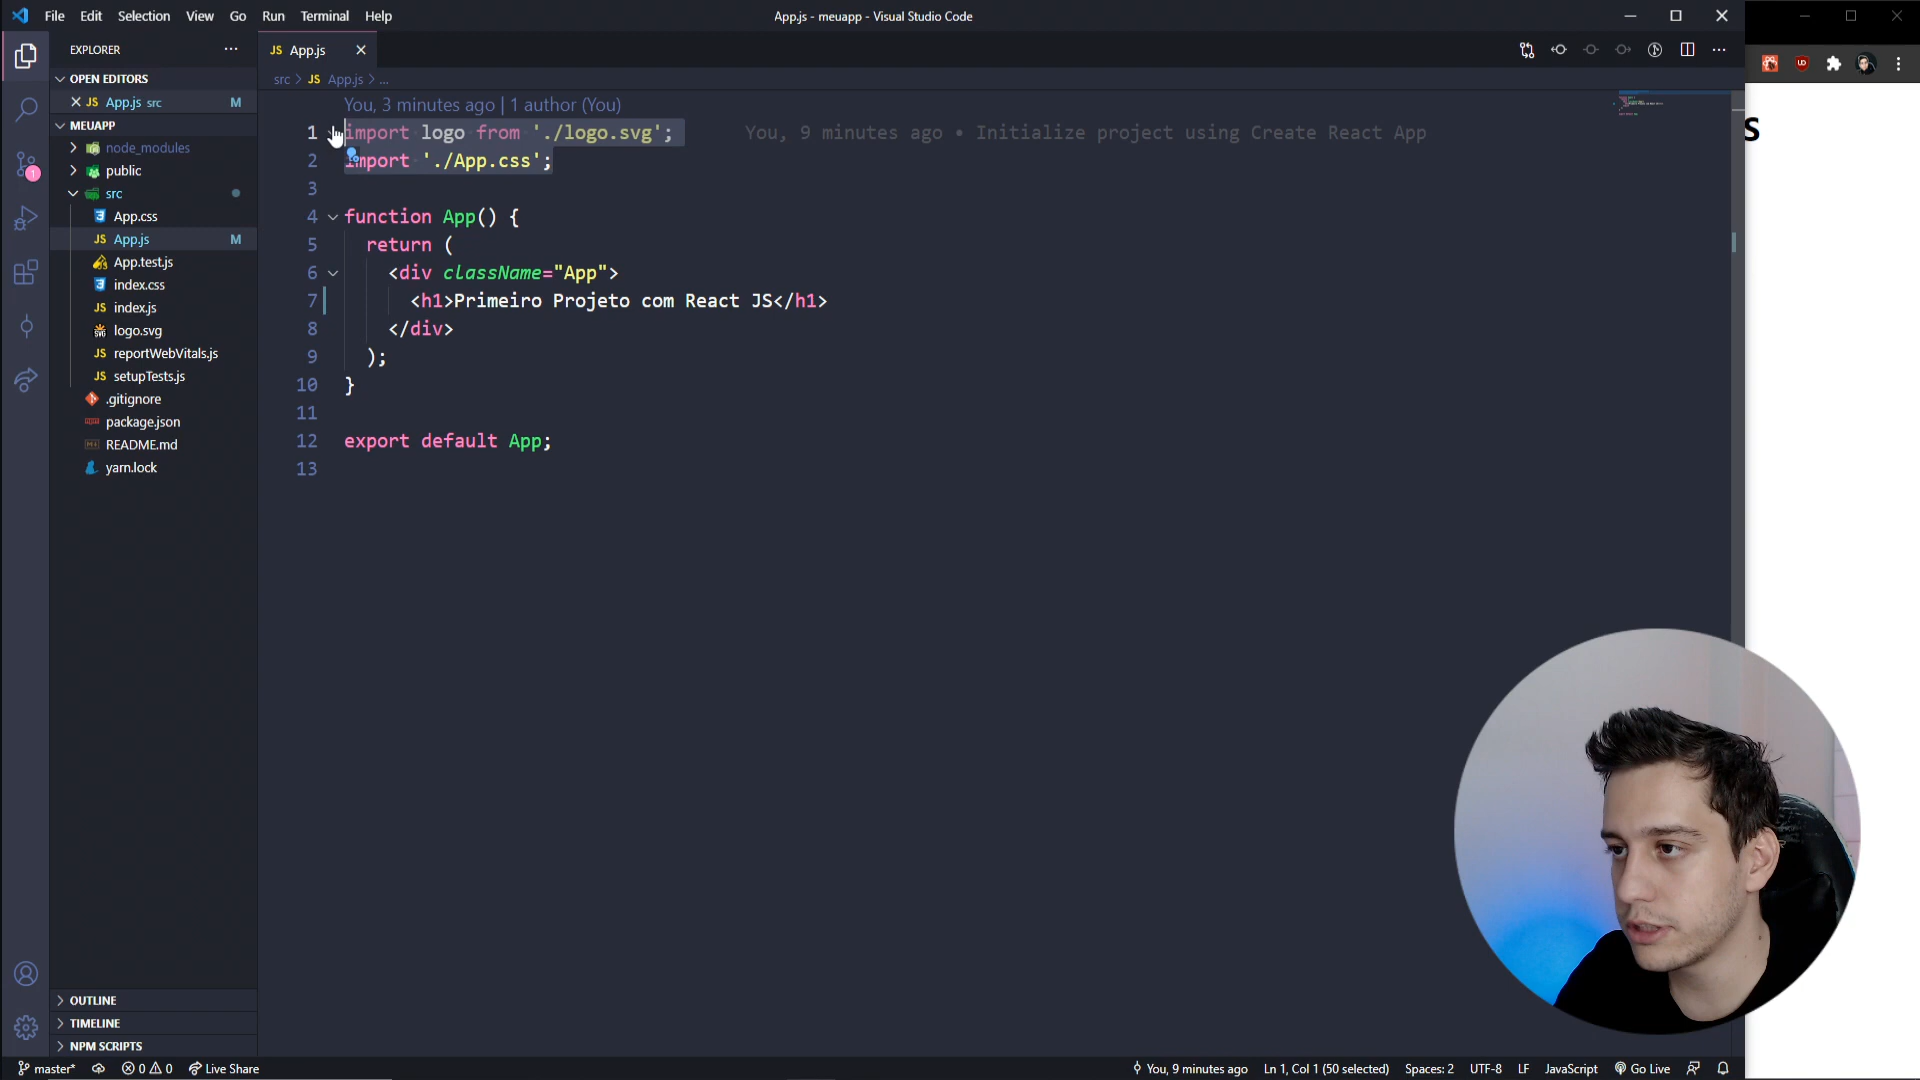 File Edit Selection View Go Run Terminal Help
App.js - meuapp - Visual Studio Code
EXPLORER
OPEN EDITORS
JS App.js src M
MEUAPP
node_modules
public
src
App.css
JS App.js M
App.test.js
index.css
JS index.js
logo.svg
JS reportWebVitals.js
JS setupTests.js
.gitignore
package.json
README.md
yarn.lock
OUTLINE
TIMELINE
NPM SCRIPTS
1
JS App.js
src > JS App.js > ...
You, 3 minutes ago | 1 author (You)
1 import logo from './logo.svg'; You, 9 minutes ago • Initialize project using Create React App
2 import './App.css';
3
4 function App() {
5 return (
6 <div className="App">
7 <h1>Primeiro Projeto com React JS</h1>
8 </div>
9 );
10 }
11
12 export default App;
13
S
master* 0 0 Live Share
You, 9 minutes ago Ln 1, Col 1 (50 selected) Spaces: 2 UTF-8 LF JavaScript Go Live